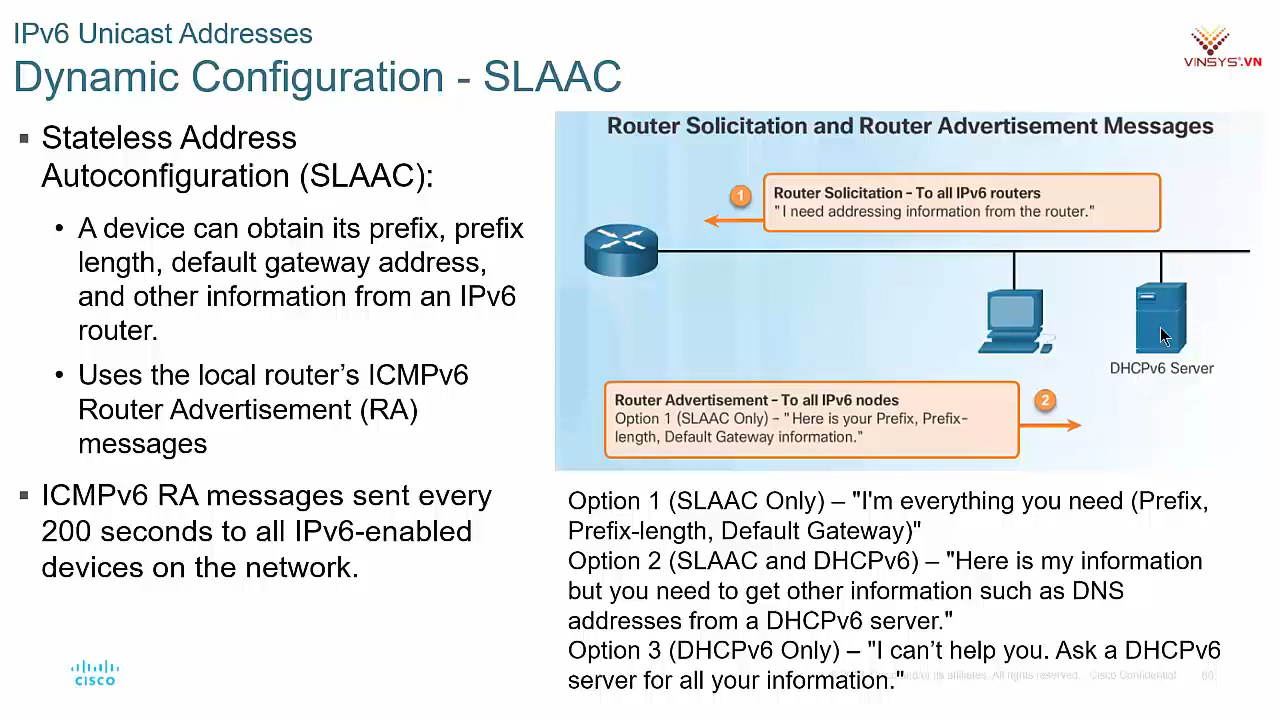 IPv6 Unicast Addresses
Dynamic Configuration - SLAAC
VINSYS.VN
▪ Stateless Address
Autoconfiguration (SLAAC):
• A device can obtain its prefix, prefix
length, default gateway address,
and other information from an IPv6
router.
• Uses the local router's ICMPv6
Router Advertisement (RA)
messages
▪ ICMPv6 RA messages sent every
200 seconds to all IPv6-enabled
devices on the network.
Router Solicitation and Router Advertisement Messages
1
Router Solicitation - To all IPv6 routers
"I need addressing information from the router."
DHCPv6 Server
Router Advertisement - To all IPv6 nodes
Option 1 (SLAAC Only) – "Here is your Prefix, Prefix-
length, Default Gateway information."
2
Option 1 (SLAAC Only) – "I'm everything you need (Prefix,
Prefix-length, Default Gateway)"
Option 2 (SLAAC and DHCPv6) – "Here is my information
but you need to get other information such as DNS
addresses from a DHCPv6 server."
Option 3 (DHCPv6 Only) – "I can't help you. Ask a DHCPv6
server for all your information."
CISCO
its affiliates. All rights reserved. Cisco Confidential